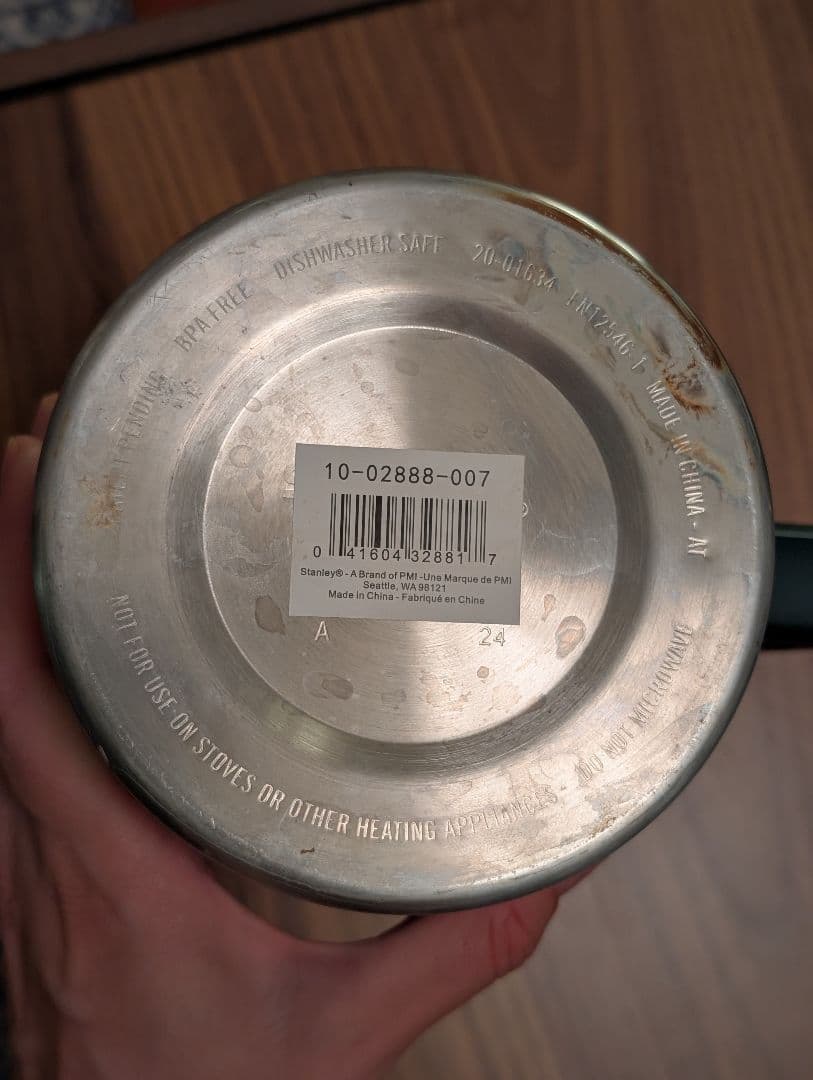 PENDING
BPA FREE
DISHWASHER SAFE
20-01634
EN12546-1
MADE IN CHINA - AT
10-02888-007
0 41604 32881 7
Stanley® - A Brand of PMI -Une Marque de PMI
Seattle, WA 98121
Made in China - Fabriqué en Chine
A 24
NOT FOR USE ON STOVES OR OTHER HEATING APPLIANCES - DO NOT MICROWAVE